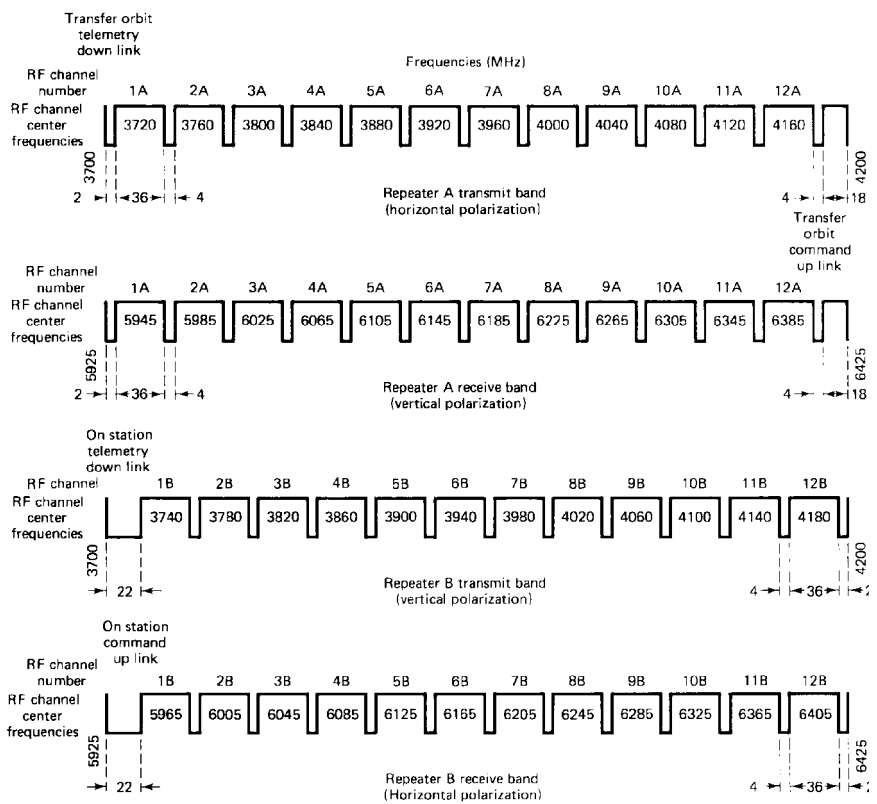 Transfer orbit
telemetry
down link
Frequencies (MHz)
RF channel
number 1A 2A 3A 4A 5A 6A 7A 8A 9A 10A 11A 12A
RF channel
center
frequencies
3720 3760 3800 3840 3880 3920 3960 4000 4040 4080 4120 4160
3700 4200
2 36 4 4 18
Repeater A transmit band
(horizontal polarization)
Transfer
orbit
command
up link
RF channel
number 1A 2A 3A 4A 5A 6A 7A 8A 9A 10A 11A 12A
RF channel
center
frequencies
5945 5985 6025 6065 6105 6145 6185 6225 6265 6305 6345 6385
5925 6425
2 36 4 4 18
Repeater A receive band
(vertical polarization)
On station
telemetry
down link
RF channel 1B 2B 3B 4B 5B 6B 7B 8B 9B 10B 11B 12B
RF channel
center
frequencies
3740 3780 3820 3860 3900 3940 3980 4020 4060 4100 4140 4180
3700 4200
22 4 36 2
Repeater B transmit band
(vertical polarization)
On station
command
up link
RF channel
number 1B 2B 3B 4B 5B 6B 7B 8B 9B 10B 11B 12B
RF channel
center
frequencies
5965 6005 6045 6085 6125 6165 6205 6245 6285 6325 6365 6405
5925 6425
22 4 36 2
Repeater B receive band
(Horizontal polarization)